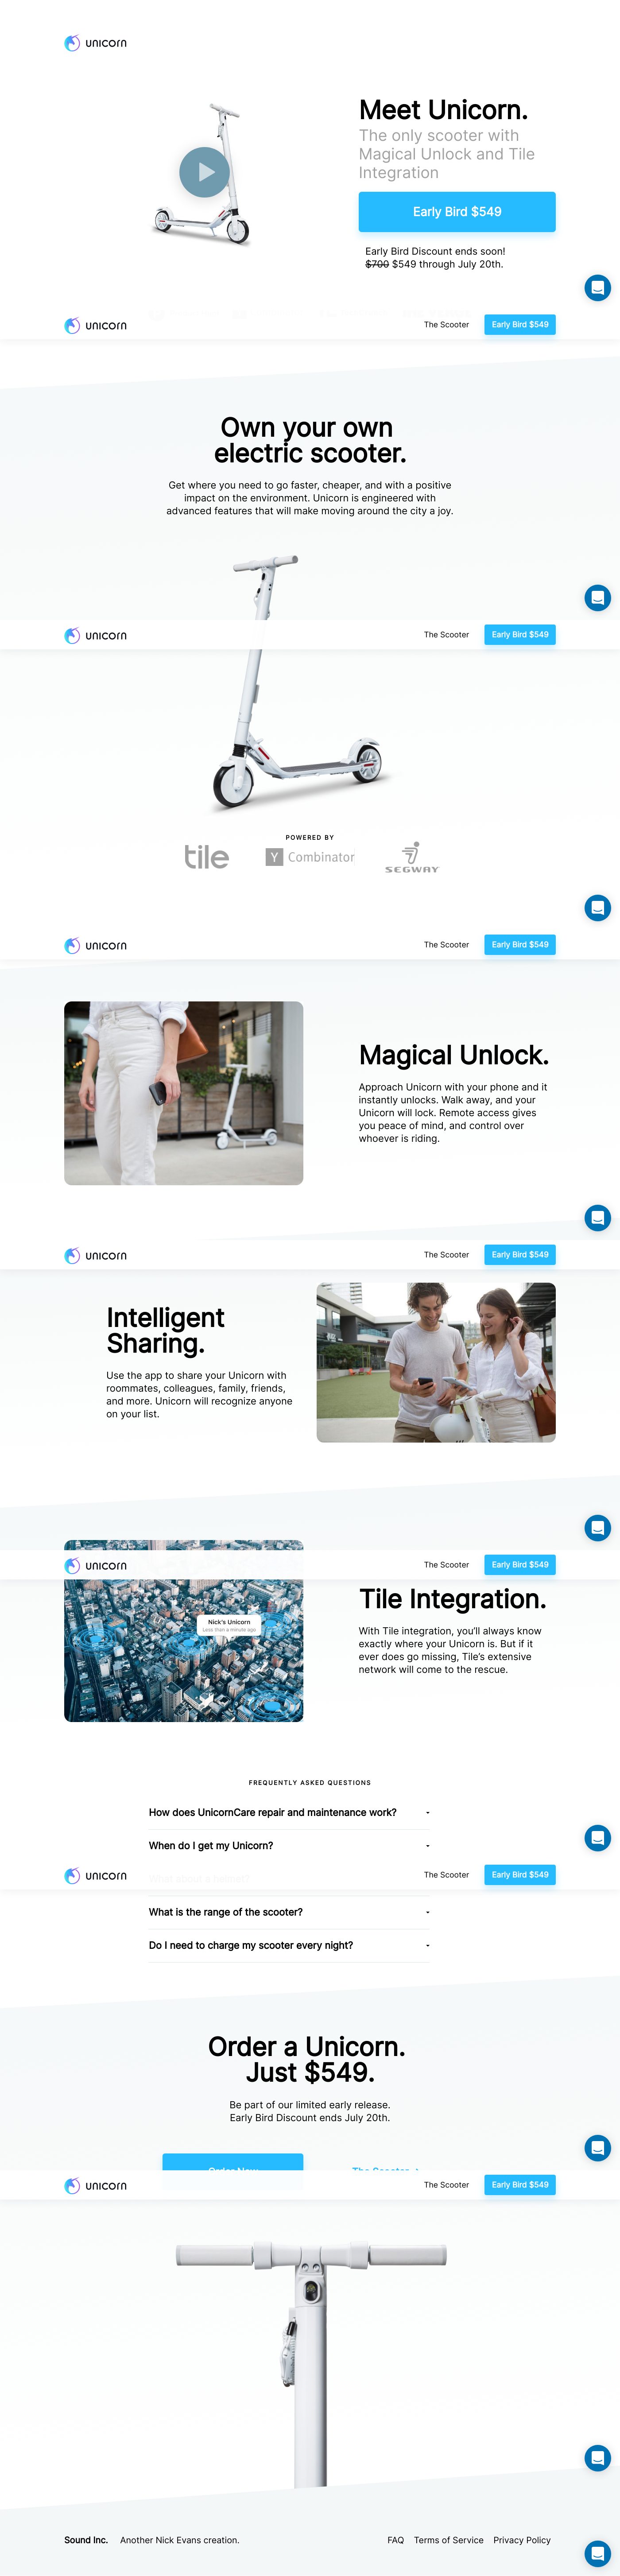 unicorn
Meet Unicorn.
The only scooter with
Magical Unlock and Tile
Integration
Early Bird $549
Early Bird Discount ends soon!
$700 $549 through July 20th.
unicorn
The Scooter
Early Bird $549
Own your own
electric scooter.
Get where you need to go faster, cheaper, and with a positive
impact on the environment. Unicorn is engineered with
advanced features that will make moving around the city a joy.
unicorn
The Scooter
Early Bird $549
POWERED BY
tile
Y Combinator
SEGWAY
unicorn
The Scooter
Early Bird $549
Magical Unlock.
Approach Unicorn with your phone and it
instantly unlocks. Walk away, and your
Unicorn will lock. Remote access gives
you peace of mind, and control over
whoever is riding.
unicorn
The Scooter
Early Bird $549
Intelligent
Sharing.
Use the app to share your Unicorn with
roommates, colleagues, family, friends,
and more. Unicorn will recognize anyone
on your list.
unicorn
The Scooter
Early Bird $549
Nick's Unicorn
Less than a minute ago
Tile Integration.
With Tile integration, you'll always know
exactly where your Unicorn is. But if it
ever does go missing, Tile's extensive
network will come to the rescue.
FREQUENTLY ASKED QUESTIONS
How does UnicornCare repair and maintenance work?
When do I get my Unicorn?
unicorn
The Scooter
Early Bird $549
What is the range of the scooter?
Do I need to charge my scooter every night?
Order a Unicorn.
Just $549.
Be part of our limited early release.
Early Bird Discount ends July 20th.
unicorn
The Scooter
Early Bird $549
Sound Inc.
Another Nick Evans creation.
FAQ
Terms of Service
Privacy Policy